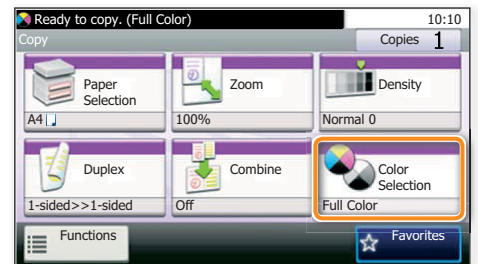 Ready to copy. (Full Color)
10:10
Copy
Copies 1
Paper
Selection
A4
Zoom
100%
Density
Normal 0
Duplex
1-sided>>1-sided
Combine
Off
Color
Selection
Full Color
Functions
Favorites